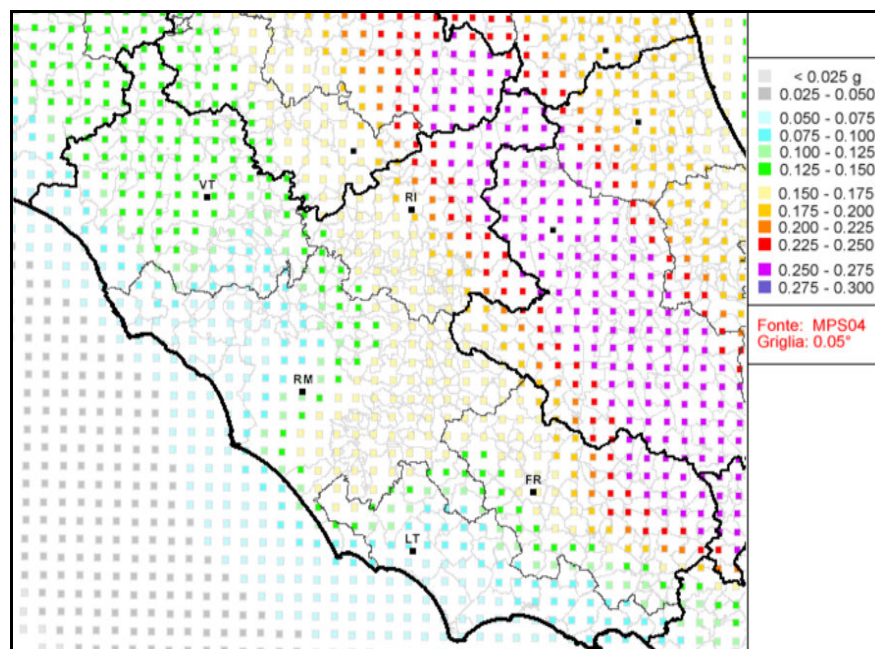 VT
RI
RM
FR
LT
< 0.025 g
0.025 - 0.050
0.050 - 0.075
0.075 - 0.100
0.100 - 0.125
0.125 - 0.150
0.150 - 0.175
0.175 - 0.200
0.200 - 0.225
0.225 - 0.250
0.250 - 0.275
0.275 - 0.300
Fonte: MPS04
Griglia: 0.05°